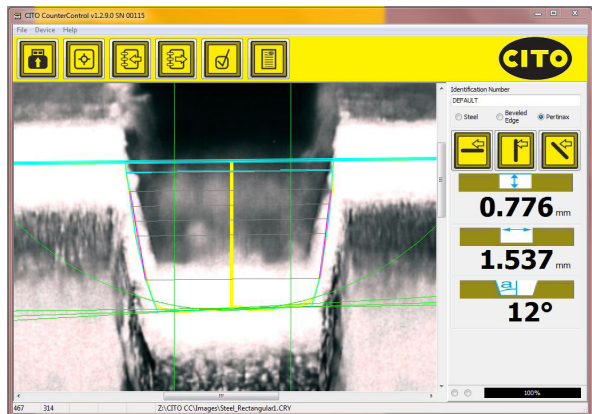 CITO CounterControl v1.2.9.0 SN 00115
File Device Help
CITO
Identification Number
DEFAULT
Steel
Beveled Edge
Pertinax
0.776 mm
1.537 mm
a
12°
100%
467 314 Z:\CITO CC\Images\Steel_Rectangular1.CRY